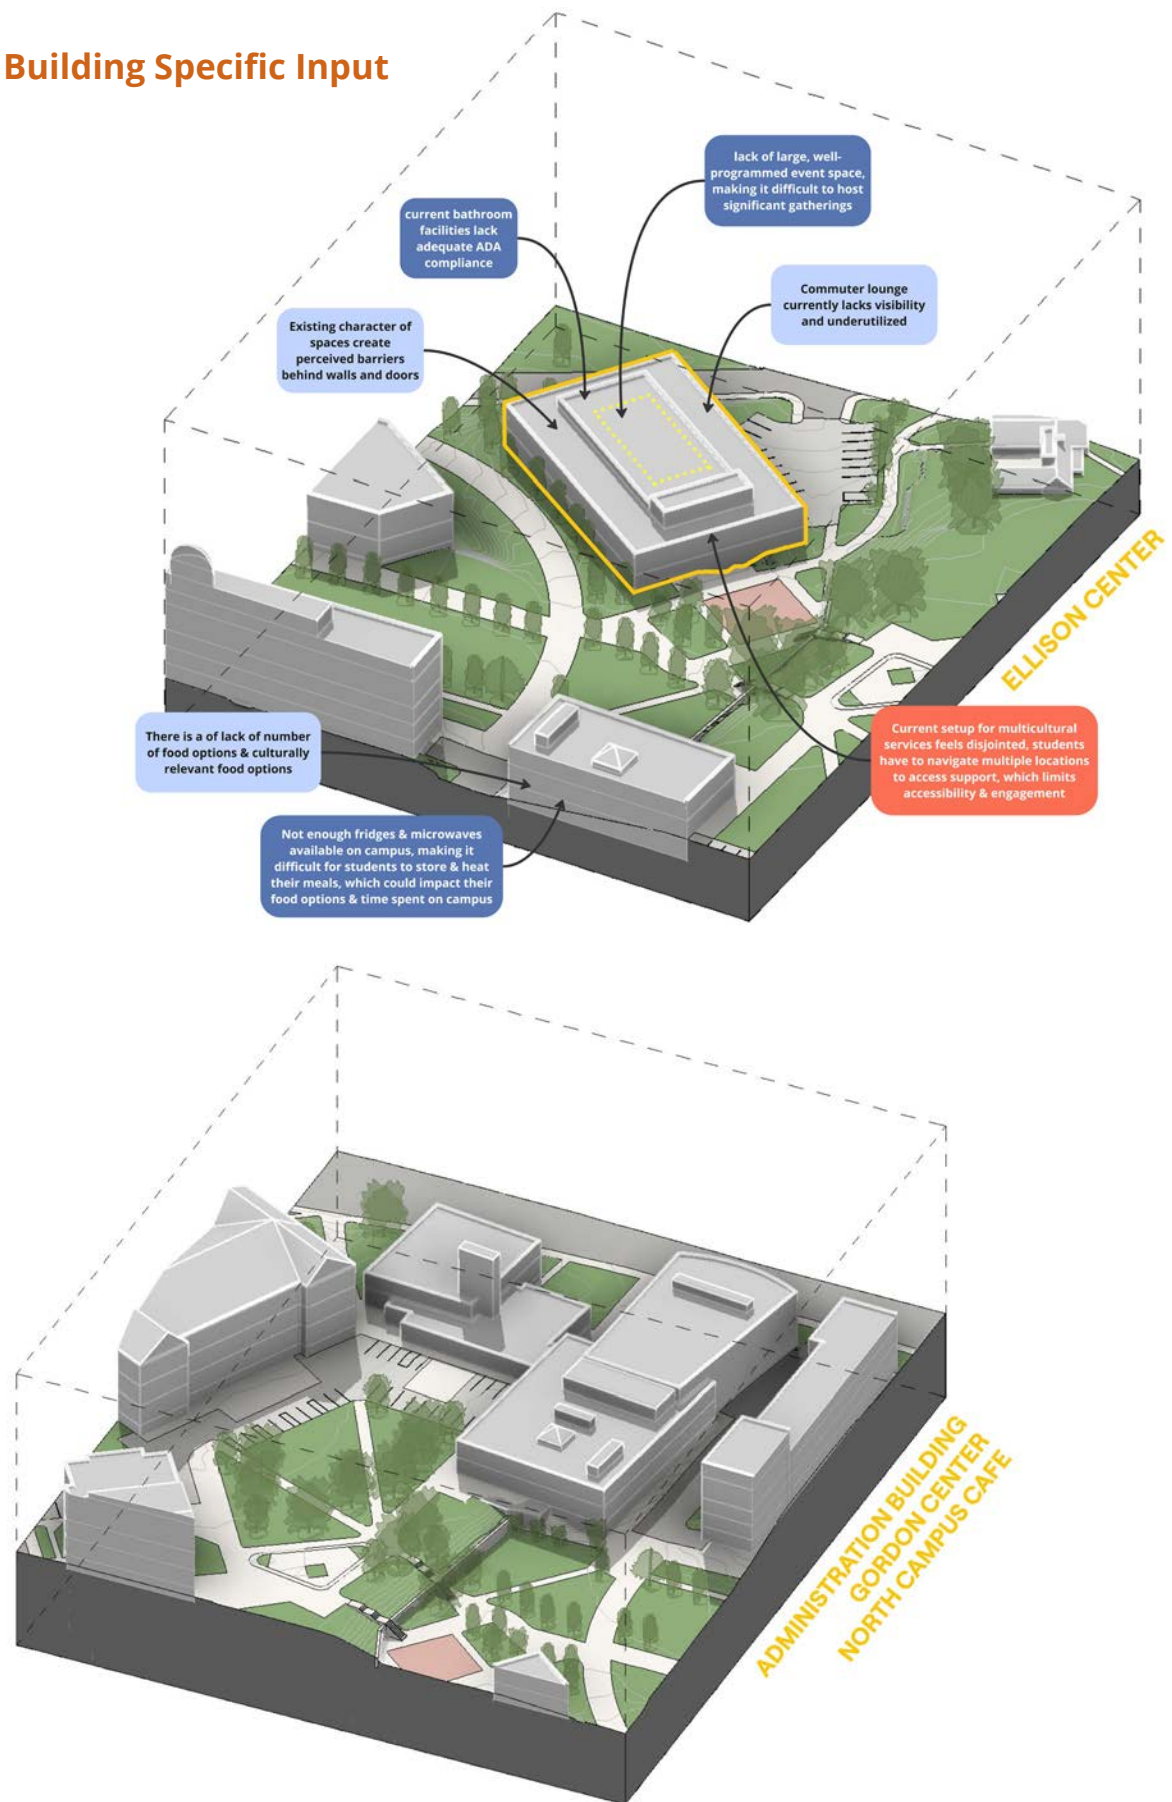 Building Specific Input
lack of large, well-
programmed event space,
making it difficult to host
significant gatherings
current bathroom
facilities lack
adequate ADA
compliance
Commuter lounge
currently lacks visibility
and underutilized
Existing character of
spaces create
perceived barriers
behind walls and doors
ELLISON CENTER
There is a of lack of number
of food options & culturally
relevant food options
Current setup for multicultural
services feels disjointed, students
have to navigate multiple locations
to access support, which limits
accessibility & engagement
Not enough fridges & microwaves
available on campus, making it
difficult for students to store & heat
their meals, which could impact their
food options & time spent on campus
ADMINISTRATION BUILDING
GORDON CENTER
NORTH CAMPUS CAFE